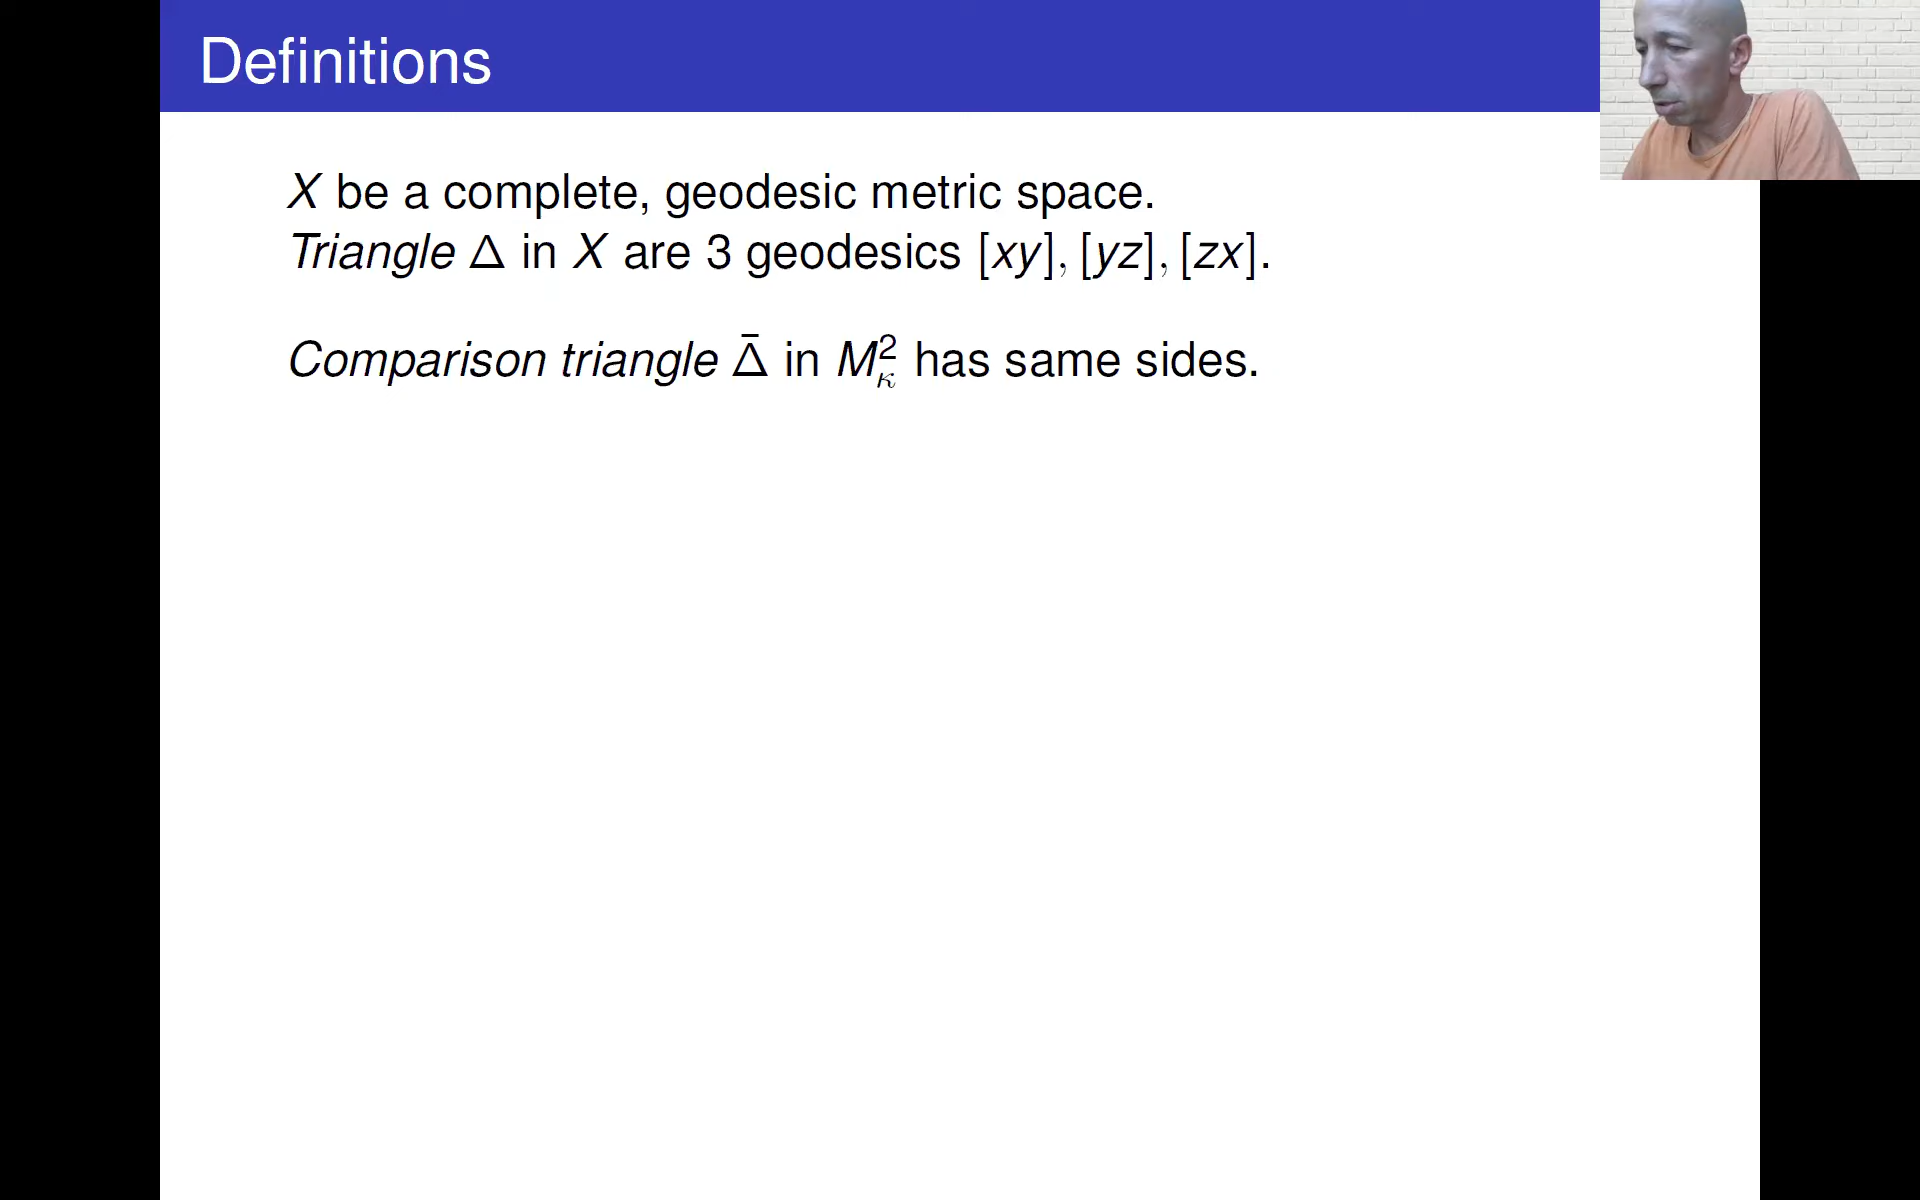 Definitions
X be a complete, geodesic metric space.
Triangle Δ in X are 3 geodesics [xy], [yz], [zx].
Comparison triangle Δ̄ in M²_κ has same sides.